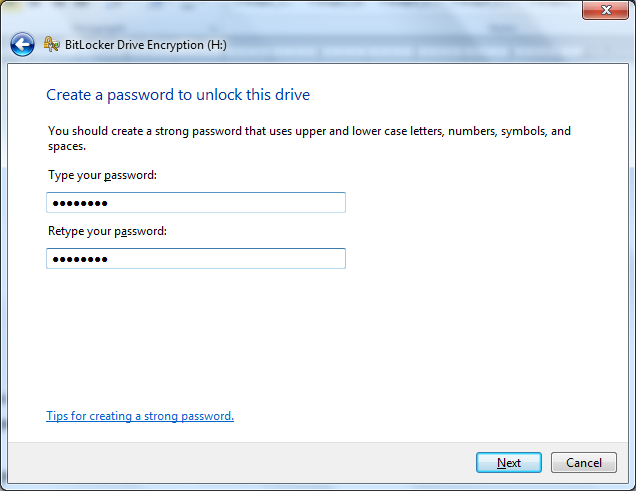 BitLocker Drive Encryption (H:)
Create a password to unlock this drive
You should create a strong password that uses upper and lower case letters, numbers, symbols, and
spaces.
Type your password:
●●●●●●●●
Retype your password:
●●●●●●●●
Tips for creating a strong password.
Next
Cancel